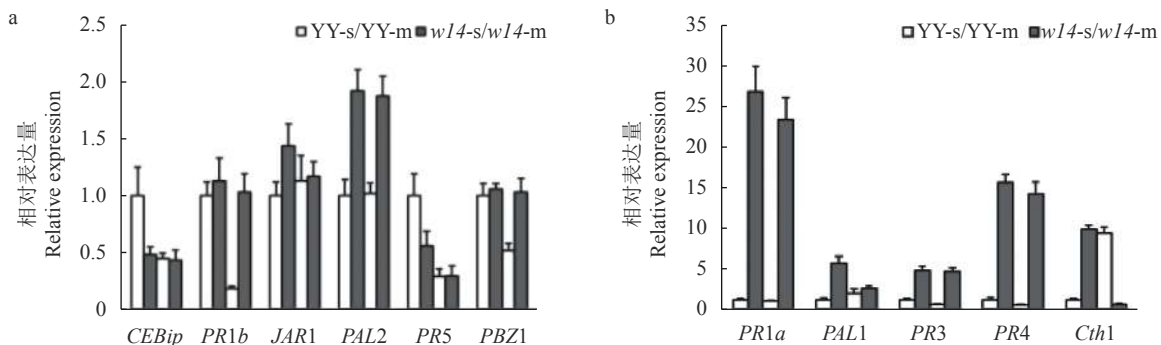 a
2.5
2.0
1.5
1.0
0.5
0
相对表达量
Relative expression
YY-s/YY-m w14-s/w14-m
CEBip PR1b JAR1 PAL2 PR5 PBZ1
b
35
30
25
20
15
10
5
0
相对表达量
Relative expression
YY-s/YY-m w14-s/w14-m
PR1a PAL1 PR3 PR4 Cth1